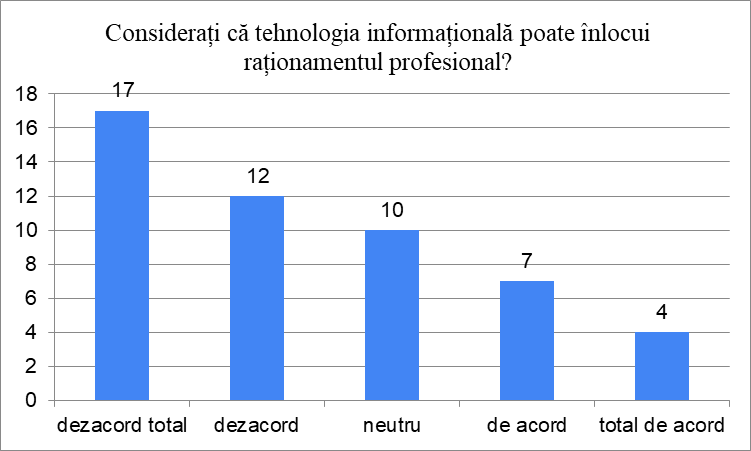 Considerați că tehnologia informațională poate înlocui
raționamentul profesional?
18
16
14
12
10
8
6
4
2
0
17
12
10
7
4
dezacord total
dezacord
neutru
de acord
total de acord